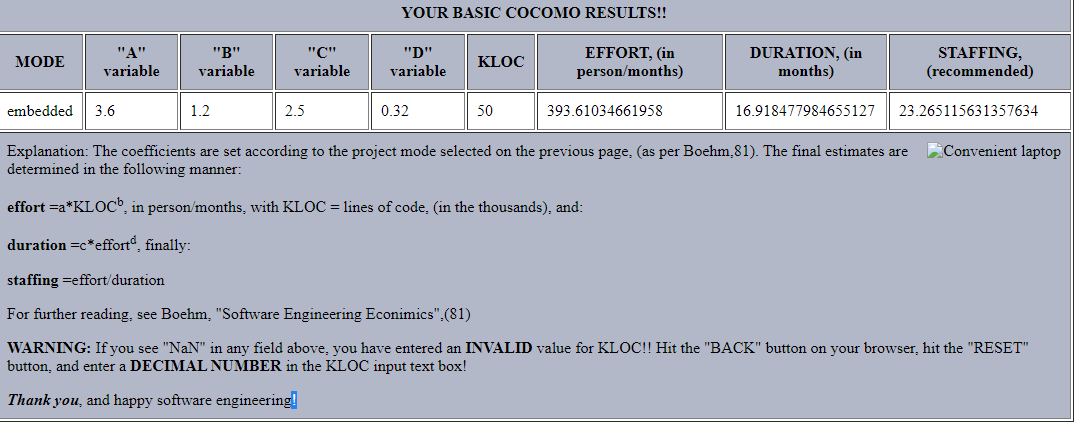 YOUR BASIC COCOMO RESULTS!!
MODE "A" variable "B" variable "C" variable "D" variable KLOC EFFORT, (in person/months) DURATION, (in months) STAFFING, (recommended)
embedded 3.6 1.2 2.5 0.32 50 393.61034661958 16.918477984655127 23.265115631357634
Explanation: The coefficients are set according to the project mode selected on the previous page, (as per Boehm,81). The final estimates are
determined in the following manner:
Convenient laptop
effort =a*KLOCb, in person/months, with KLOC = lines of code, (in the thousands), and:
duration =c*effortd, finally:
staffing =effort/duration
For further reading, see Boehm, "Software Engineering Econimics",(81)
WARNING: If you see "NaN" in any field above, you have entered an INVALID value for KLOC!! Hit the "BACK" button on your browser, hit the "RESET"
button, and enter a DECIMAL NUMBER in the KLOC input text box!
Thank you, and happy software engineering!